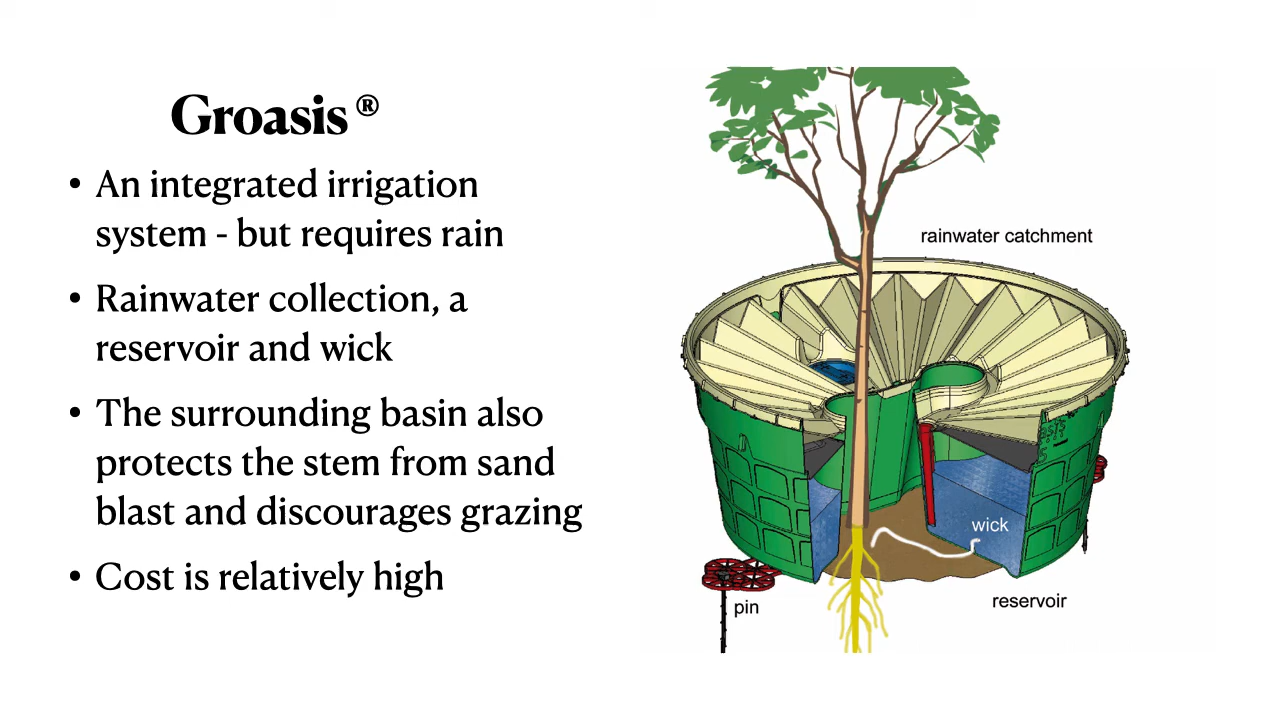 Groasis ®
• An integrated irrigation
system - but requires rain
• Rainwater collection, a
reservoir and wick
• The surrounding basin also
protects the stem from sand
blast and discourages grazing
• Cost is relatively high
rainwater catchment
wick
reservoir
pin